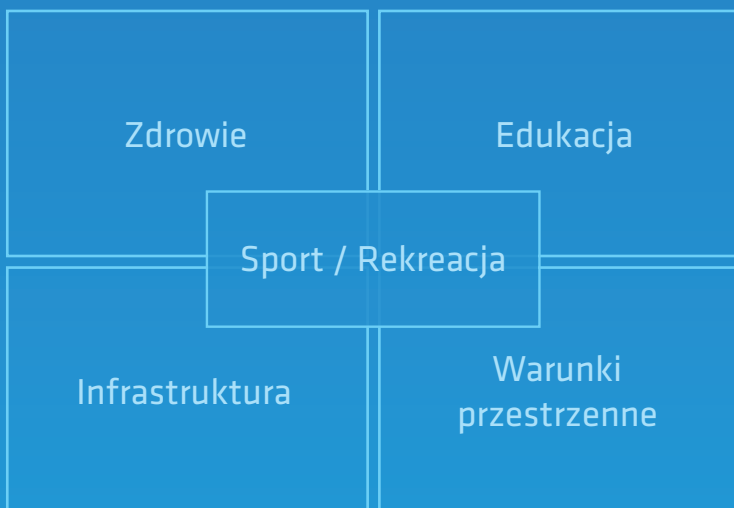 Zdrowie
Edukacja
Sport / Rekreacja
Infrastruktura
Warunki
przestrzenne